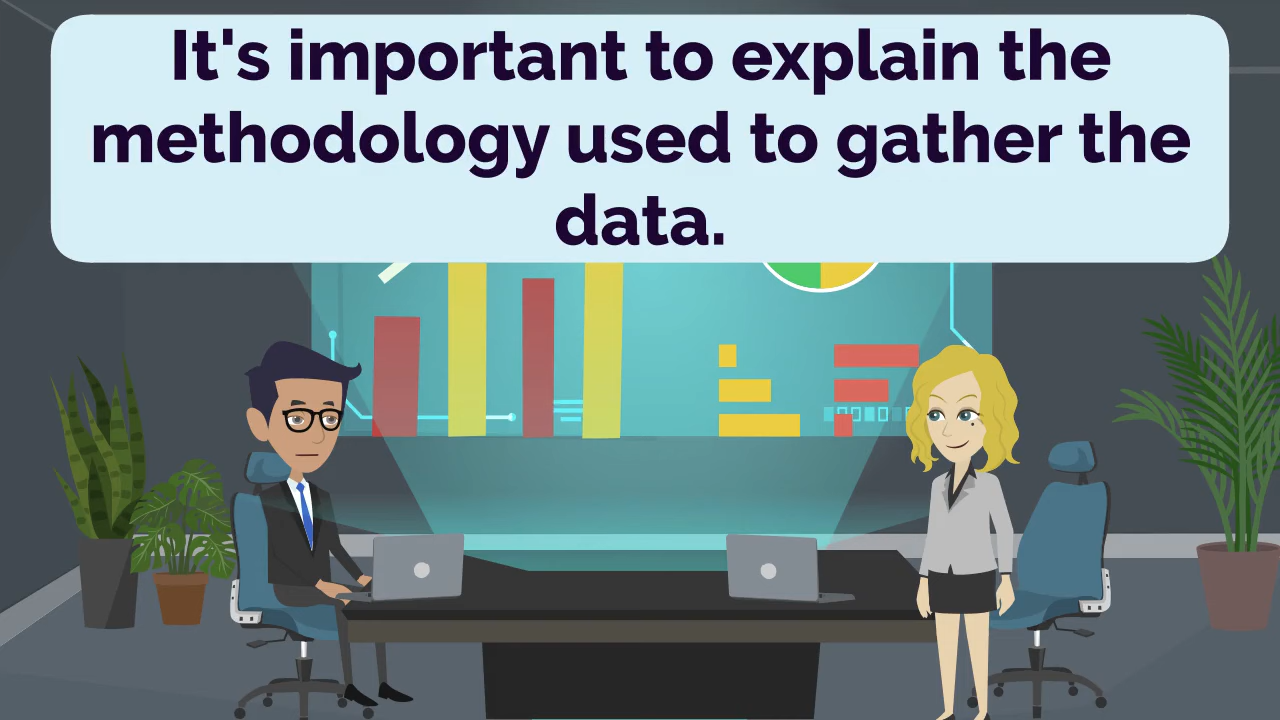 It's important to explain the
methodology used to gather the
data.